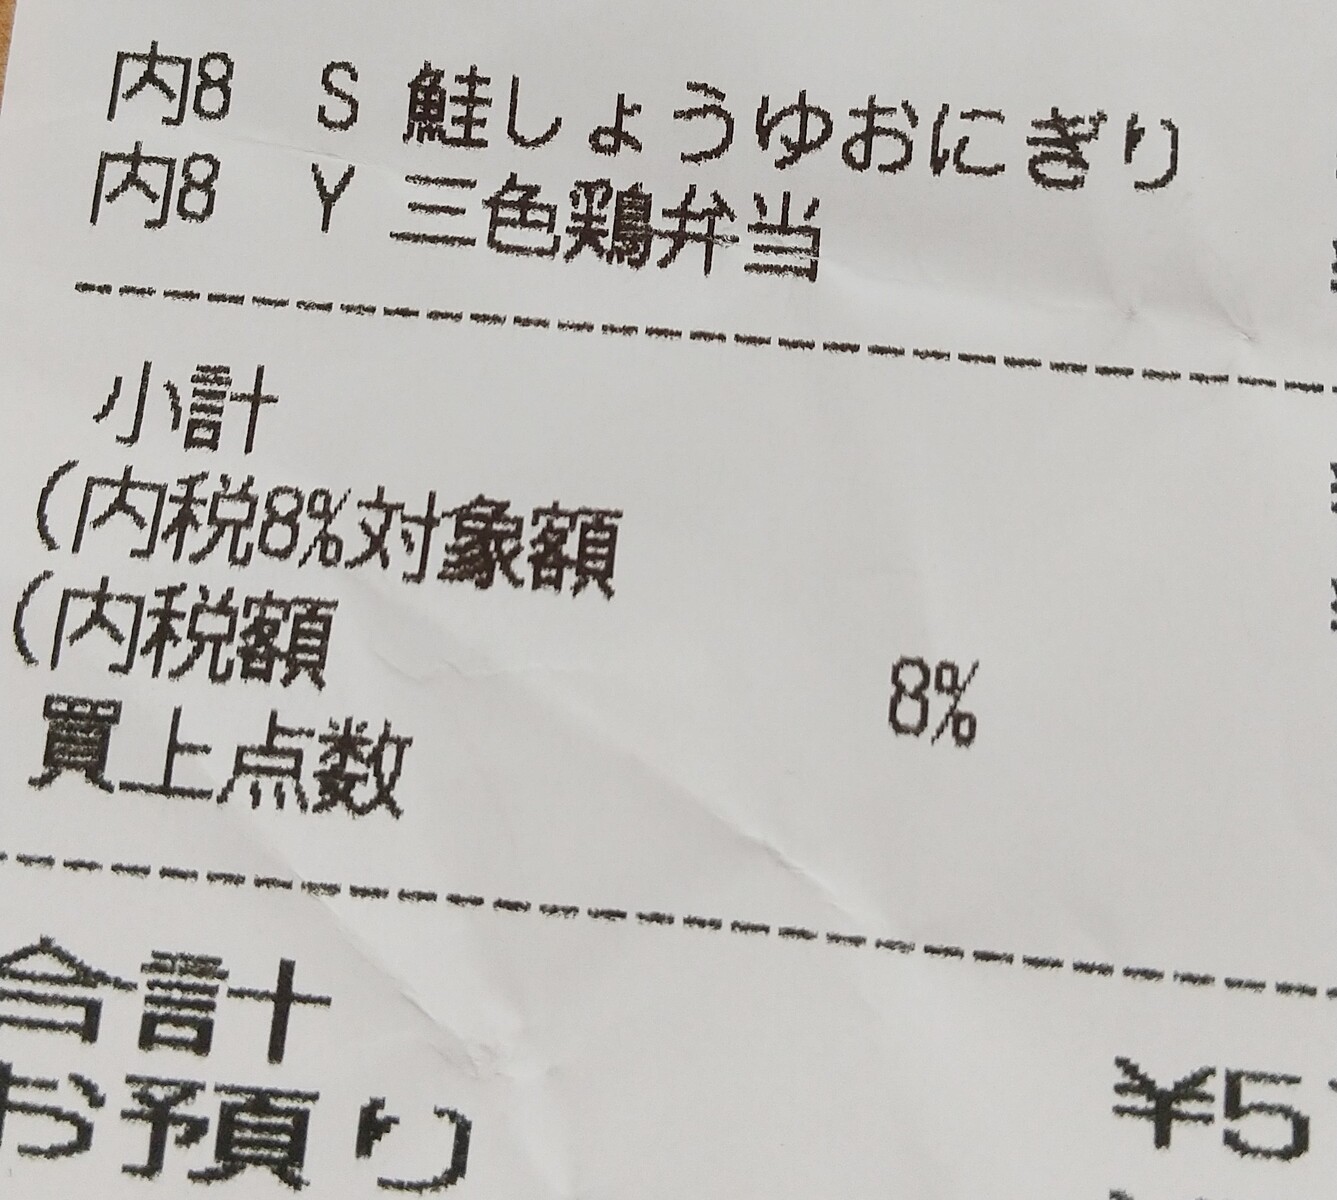 内8 S 鮭しょうゆおにぎり
内8 Y 三色鶏弁当
小計
(内税8%対象額
(内税額 8%
買上点数
合計 ¥5
お預り